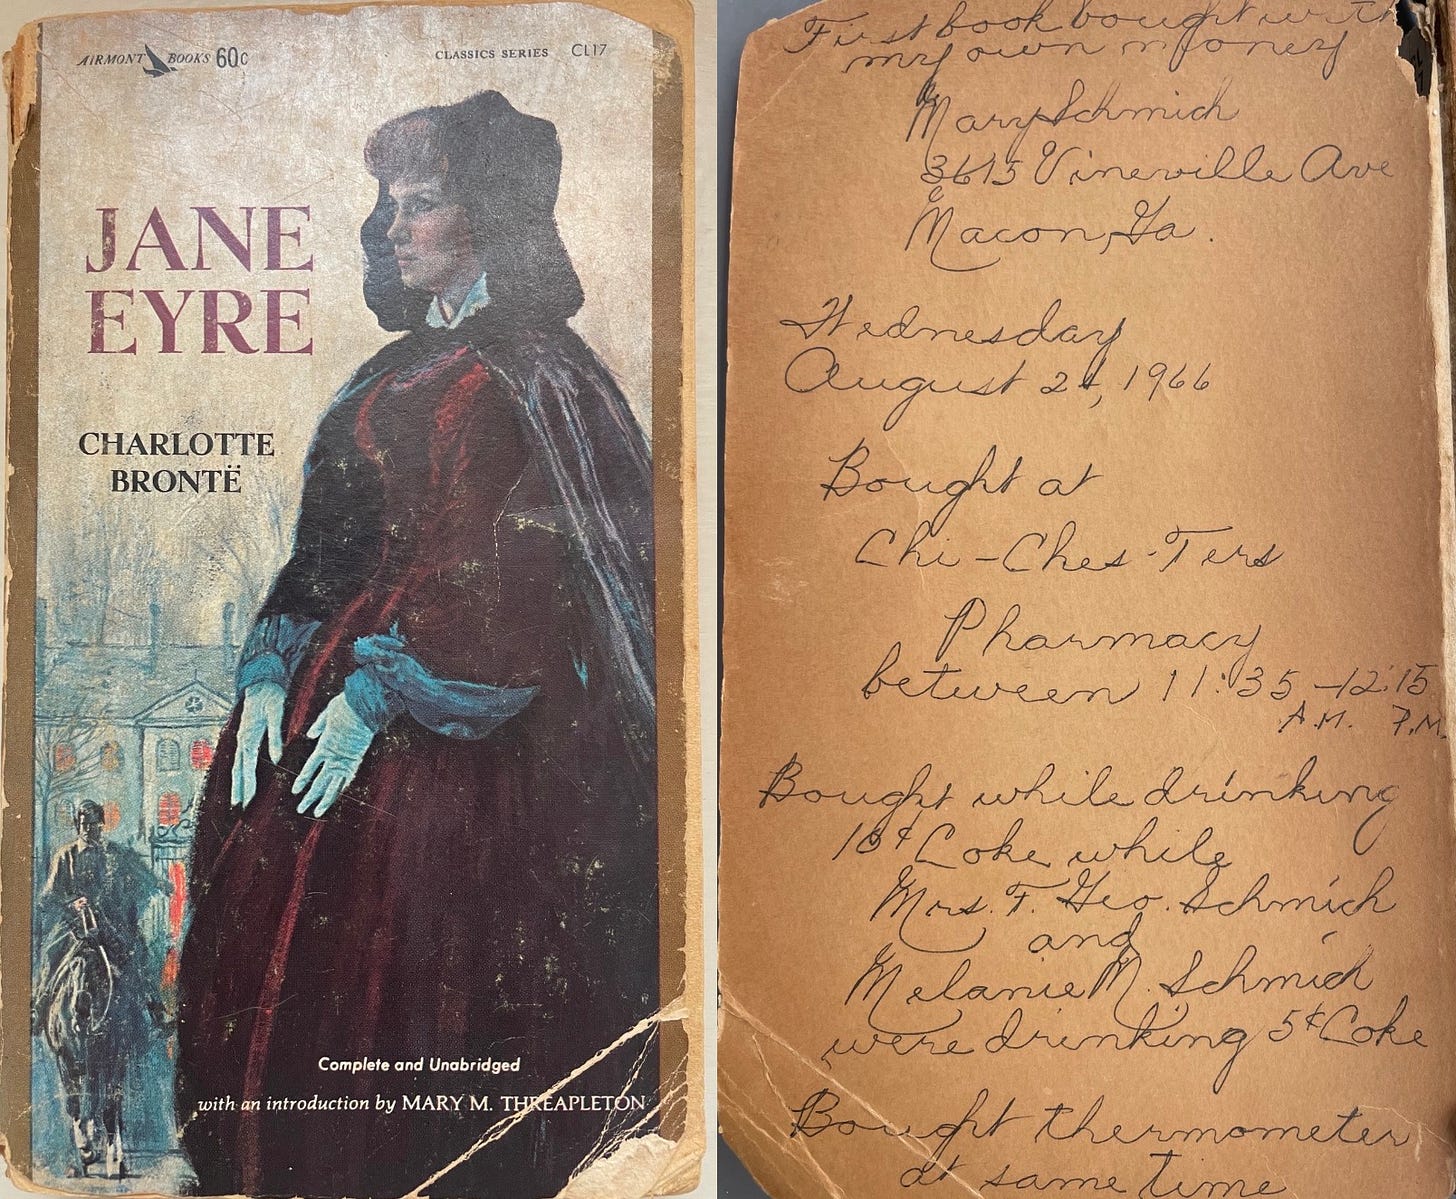 AIRMONT BOOKS 60¢
CLASSICS SERIES CL17
JANE
EYRE
CHARLOTTE
BRONTË
Complete and Unabridged
with an introduction by MARY M. THREAPLETON
First book bought with
my own money
Mary Schmich
3615 Vineville Ave
Macon, Ga.
Wednesday
August 24, 1966
Bought at
Chi-Ches-Ters
Pharmacy
between 11:35 - 12:15
A.M. P.M.
Bought while drinking
10¢ Coke while
Mrs. F. Geo. Schmich
and
Melanie M. Schmich
were drinking 5¢ Coke
Bought thermometer
at same time